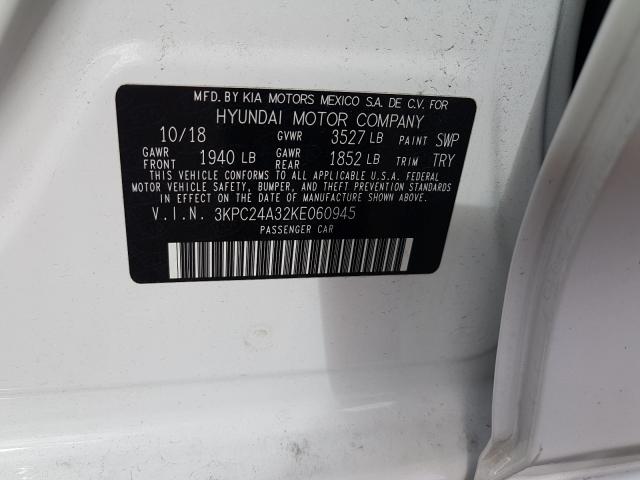 MFD. BY KIA MOTORS MEXICO S.A. DE C.V. FOR
HYUNDAI MOTOR COMPANY
10/18 GVWR 3527 LB PAINT SWP
GAWR FRONT 1940 LB GAWR REAR 1852 LB TRIM TRY
THIS VEHICLE CONFORMS TO ALL APPLICABLE U.S. FEDERAL
MOTOR VEHICLE SAFETY, BUMPER, AND THEFT PREVENTION STANDARDS
IN EFFECT ON THE DATE OF MANUFACTURE SHOWN ABOVE.
V.I.N. 3KPC24A32KE060945
PASSENGER CAR